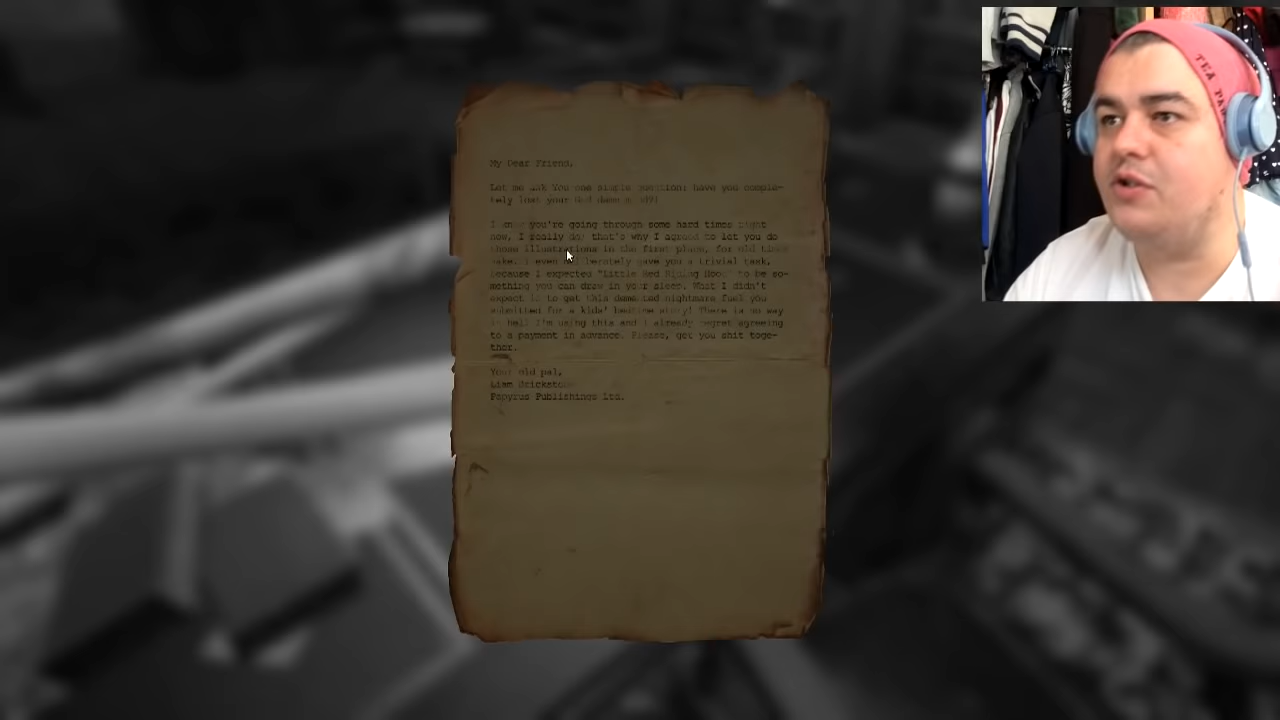 My Dear Friend,
Let me ask You one simple question: have you comple-
tely lost your god damn
I know you're going through some hard times right
now, I really do; that's why I agreed to let you do
those illustrations in the first place, for old times
sake. I even deliberately gave you a trivial task,
because I expected "Little Red Riding Hood" to be so-
mething you can draw in your sleep. What I didn't
expect is to get this demented nightmare fuel you
submitted for a kids' bedtime story! There is no way
in hell I'm using this and I already regret agreeing
to a payment in advance. Please, get you shit toge-
ther.
Your old pal,
Liam
Papyrus Publishings Ltd.
TEA